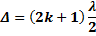 Δ = (2k + 1) λ/2